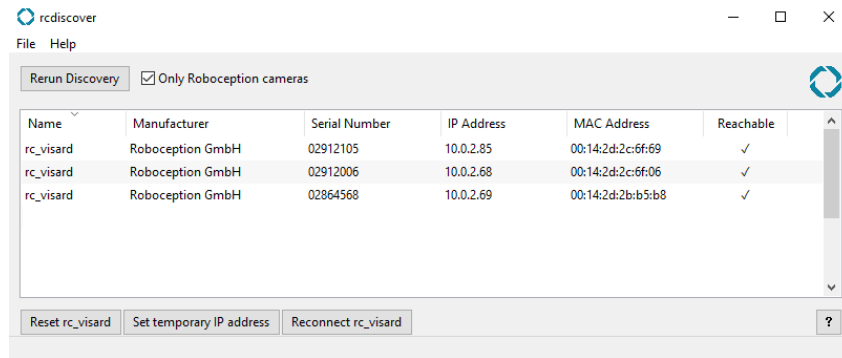 rcdiscover
File Help
Rerun Discovery Only Roboception cameras
Name Manufacturer Serial Number IP Address MAC Address Reachable
rc_visard Roboception GmbH 02912105 10.0.2.85 00:14:2d:2c:6f:69 ✓
rc_visard Roboception GmbH 02912006 10.0.2.68 00:14:2d:2c:6f:06 ✓
rc_visard Roboception GmbH 02864568 10.0.2.69 00:14:2d:2b:b5:b8 ✓
Reset rc_visard Set temporary IP address Reconnect rc_visard ?